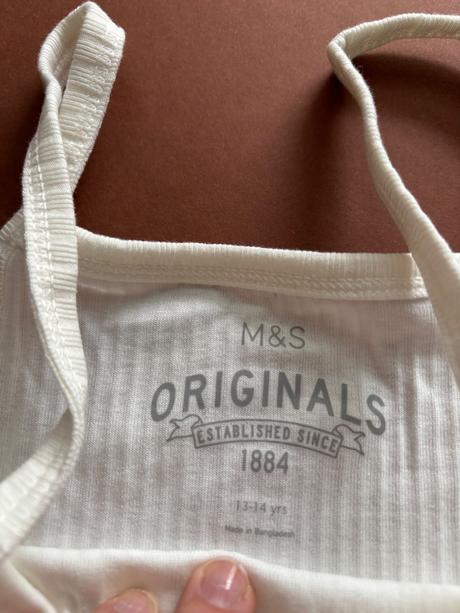 M&S
ORIGINALS
ESTABLISHED SINCE
1884
13-14 yrs
Made in Bangladesh